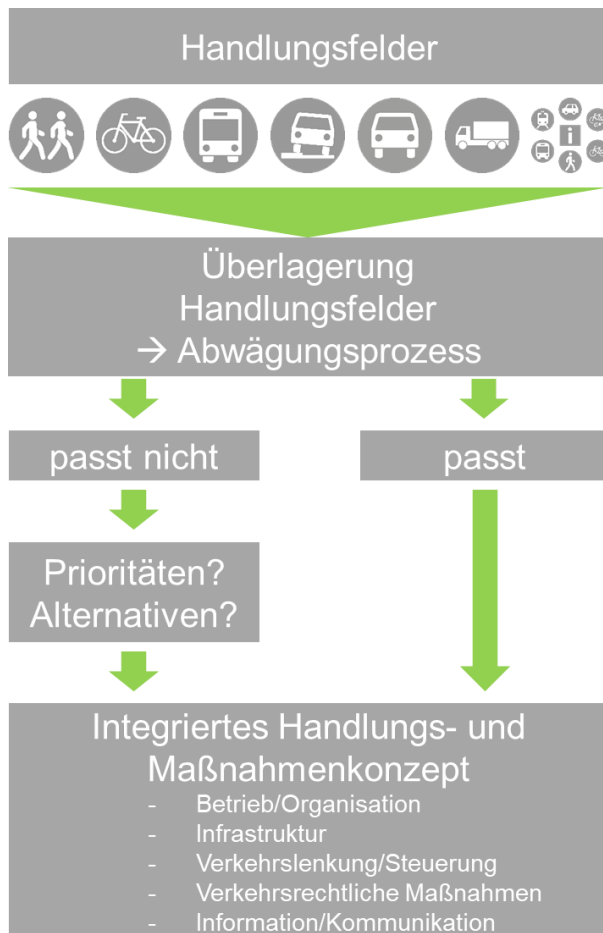 Handlungsfelder
i
Überlagerung
Handlungsfelder
→ Abwägungsprozess
passt nicht
passt
Prioritäten?
Alternativen?
Integriertes Handlungs- und
Maßnahmenkonzept
- Betrieb/Organisation
- Infrastruktur
- Verkehrslenkung/Steuerung
- Verkehrsrechtliche Maßnahmen
- Information/Kommunikation